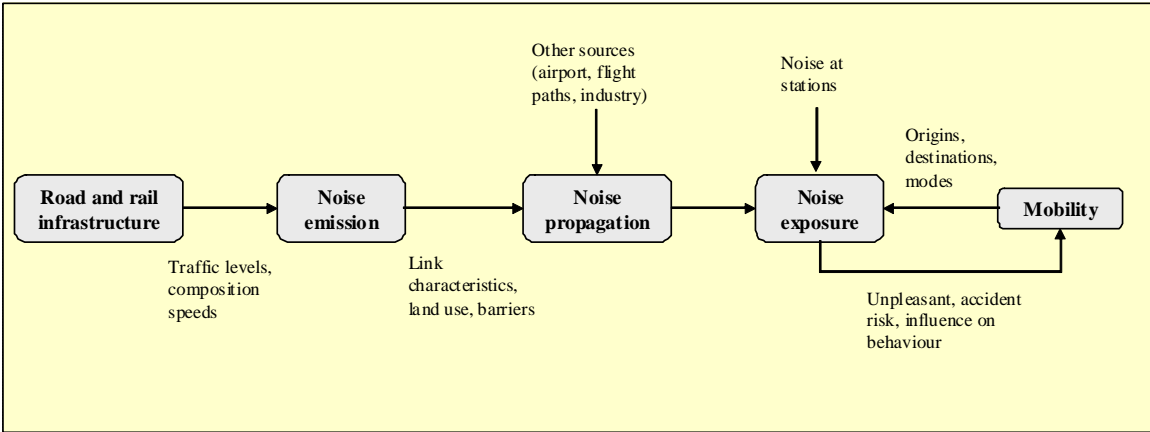 Other sources
(airport, flight
paths, industry)
Noise at
stations
Origins,
destinations,
modes
Road and rail
infrastructure
Noise
emission
Noise
propagation
Noise
exposure
Mobility
Traffic levels,
composition
speeds
Link
characteristics,
land use, barriers
Unpleasant, accident
risk, influence on
behaviour